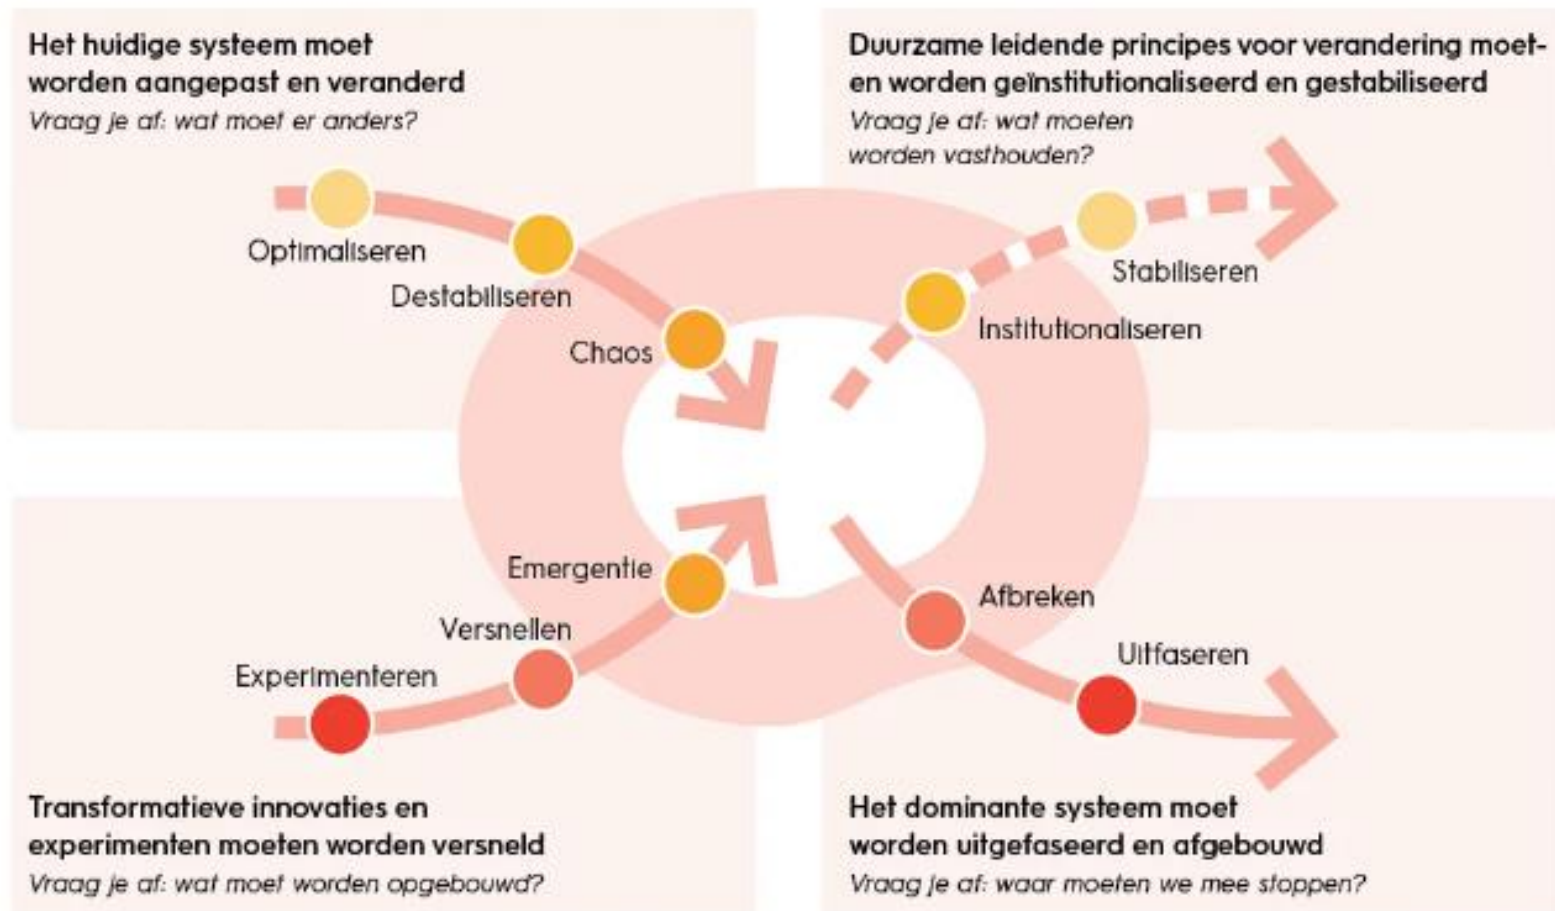 Het huidige systeem moet
worden aangepast en veranderd
Vraag je af: wat moet er anders?
Optimaliseren
Destabiliseren
Chaos
Duurzame leidende principes voor verandering moet-
en worden geïnstitutionaliseerd en gestabiliseerd
Vraag je af: wat moeten
worden vasthouden?
Stabiliseren
Institutionaliseren
Emergentie
Versnellen
Experimenteren
Transformatieve innovaties en
experimenten moeten worden versneld
Vraag je af: wat moet worden opgebouwd?
Afbreken
Uitfaseren
Het dominante systeem moet
worden uitgefaseerd en afgebouwd
Vraag je af: waar moeten we mee stoppen?